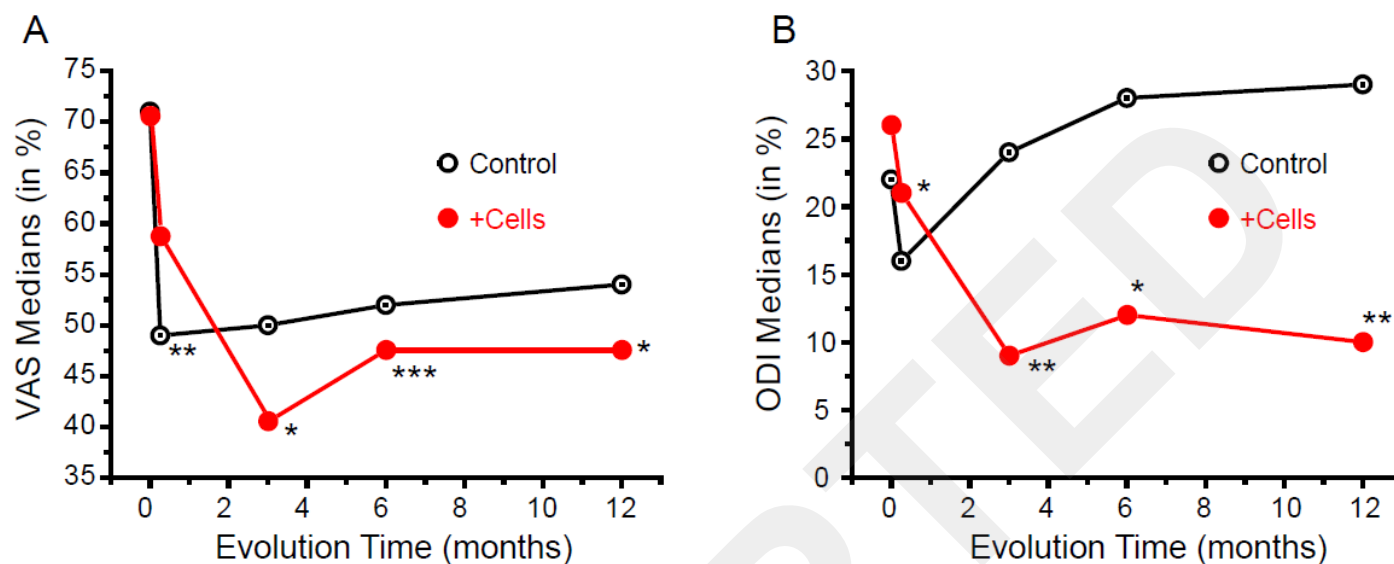 A
VAS Medians (in %)
75
70
65
60
55
50
45
40
35
Control
+Cells
**
*
***
*
0 2 4 6 8 10 12
Evolution Time (months)
B
ODI Medians (in %)
30
25
20
15
10
5
0
Control
+Cells
*
**
*
**
0 2 4 6 8 10 12
Evolution Time (months)
PTED